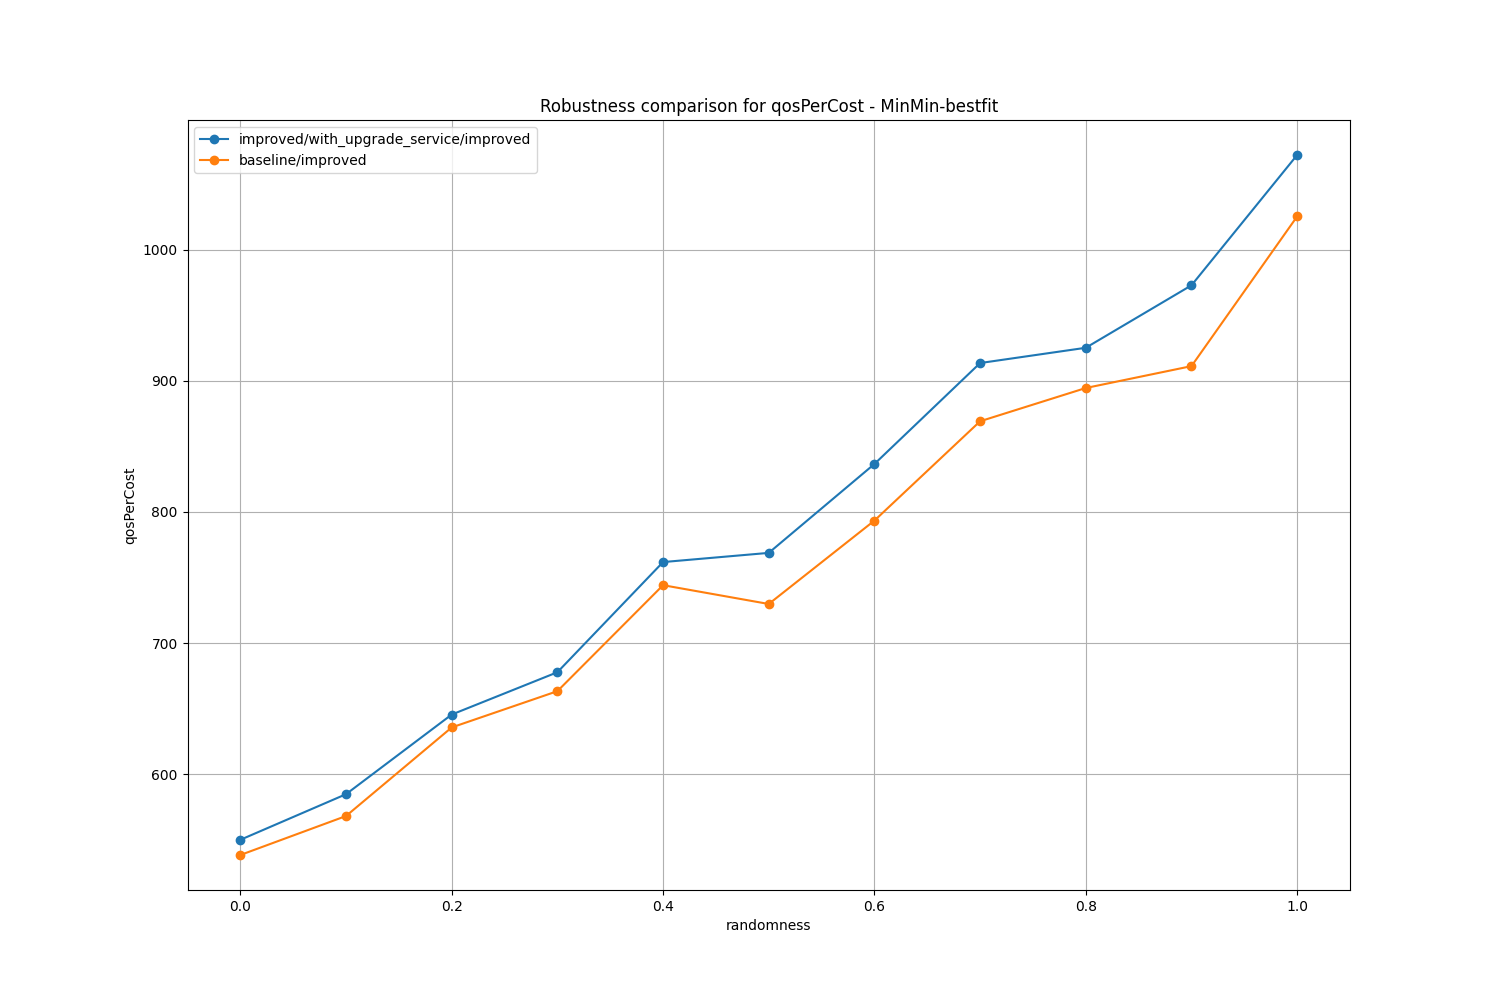 Robustness comparison for qosPerCost - MinMin-bestfit
improved/with_upgrade_service/improved
baseline/improved
1000
900
800
700
600
qosPerCost
0.0 0.2 0.4 0.6 0.8 1.0
randomness